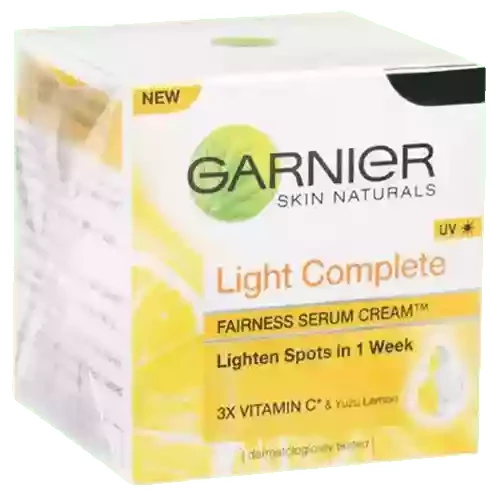 NEW
GARNIER
SKIN NATURALS
UV
Light Complete
FAIRNESS SERUM CREAM™
Lighten Spots in 1 Week
3X VITAMIN C* & Yuzu Lemon
[ dermatologically tested ]